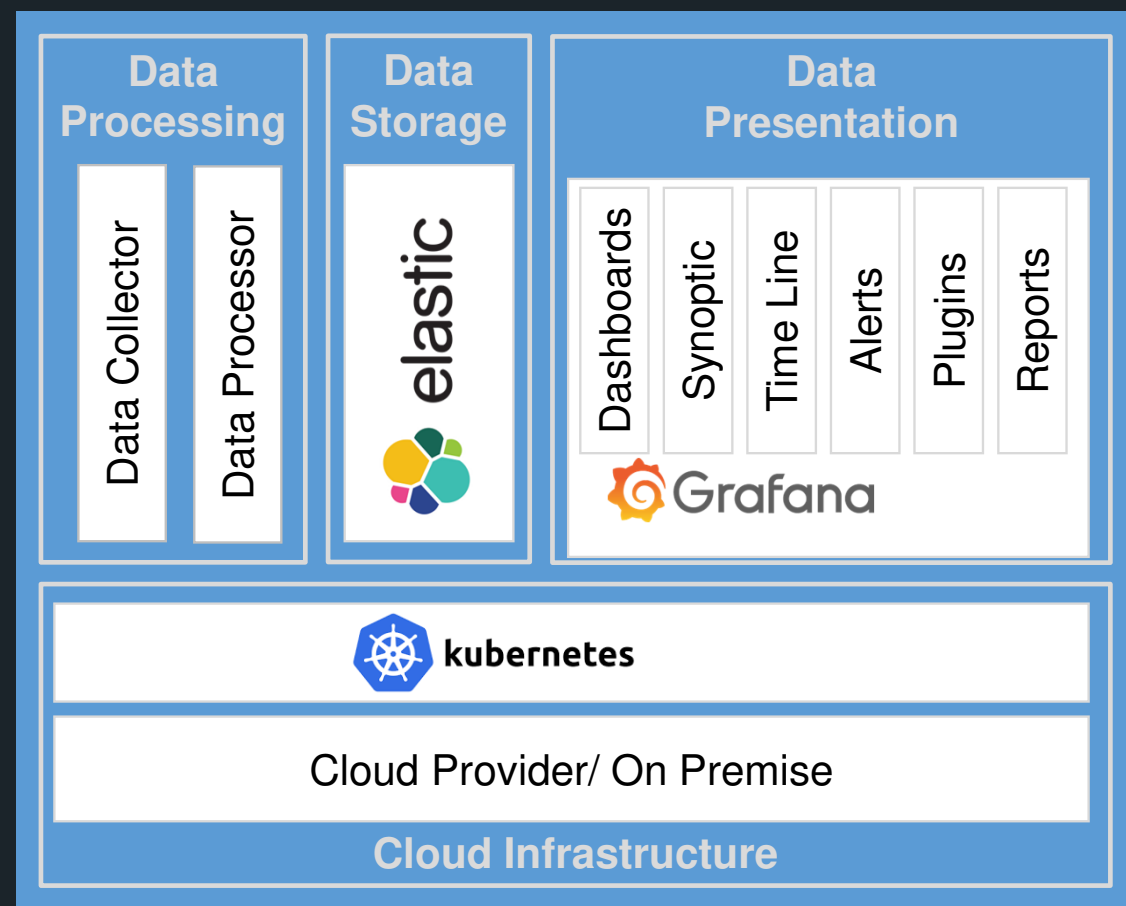 Data
Processing
Data Collector
Data Processor
Data
Storage
elastic
Data
Presentation
Dashboards
Synoptic
Time Line
Alerts
Plugins
Reports
Grafana
kubernetes
Cloud Provider/ On Premise
Cloud Infrastructure